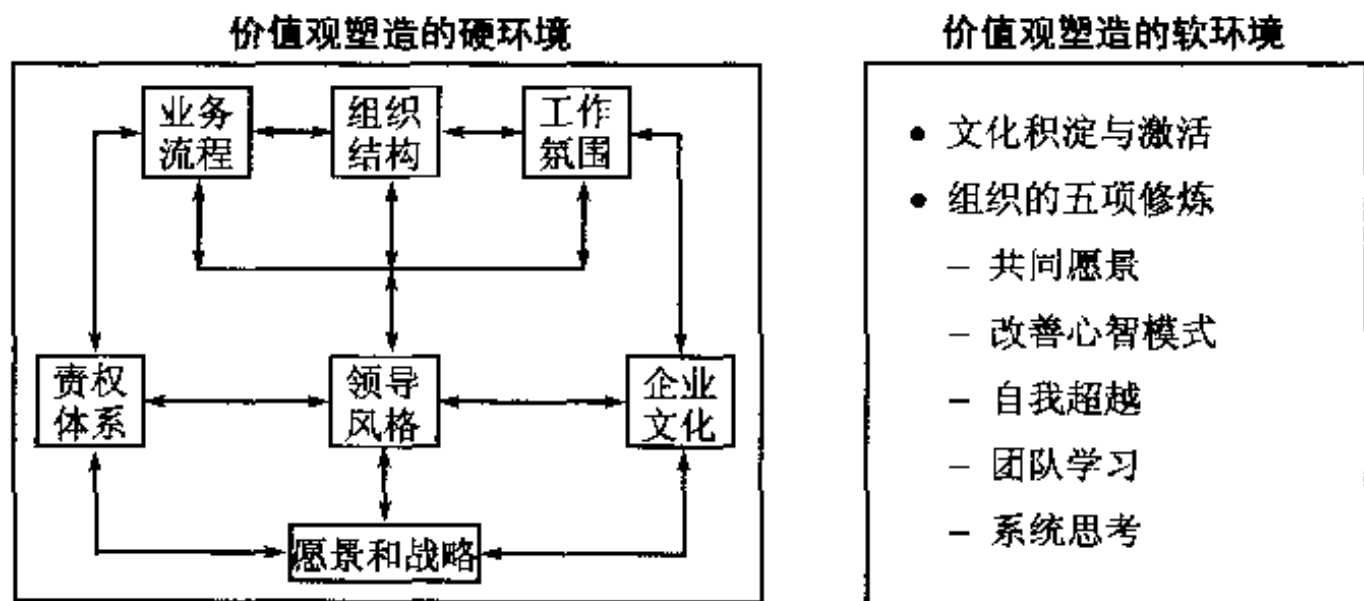 价值观塑造的硬环境
业务
流程
组织
结构
工作
氛围
责权
体系
领导
风格
企业
文化
愿景和战略
价值观塑造的软环境
● 文化积淀与激活
● 组织的五项修炼
– 共同愿景
– 改善心智模式
– 自我超越
– 团队学习
– 系统思考